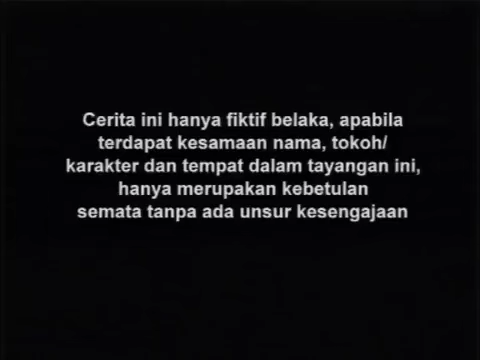 Cerita ini hanya fiktif belaka, apabila
terdapat kesamaan nama, tokoh/
karakter dan tempat dalam tayangan ini,
hanya merupakan kebetulan
semata tanpa ada unsur kesengajaan